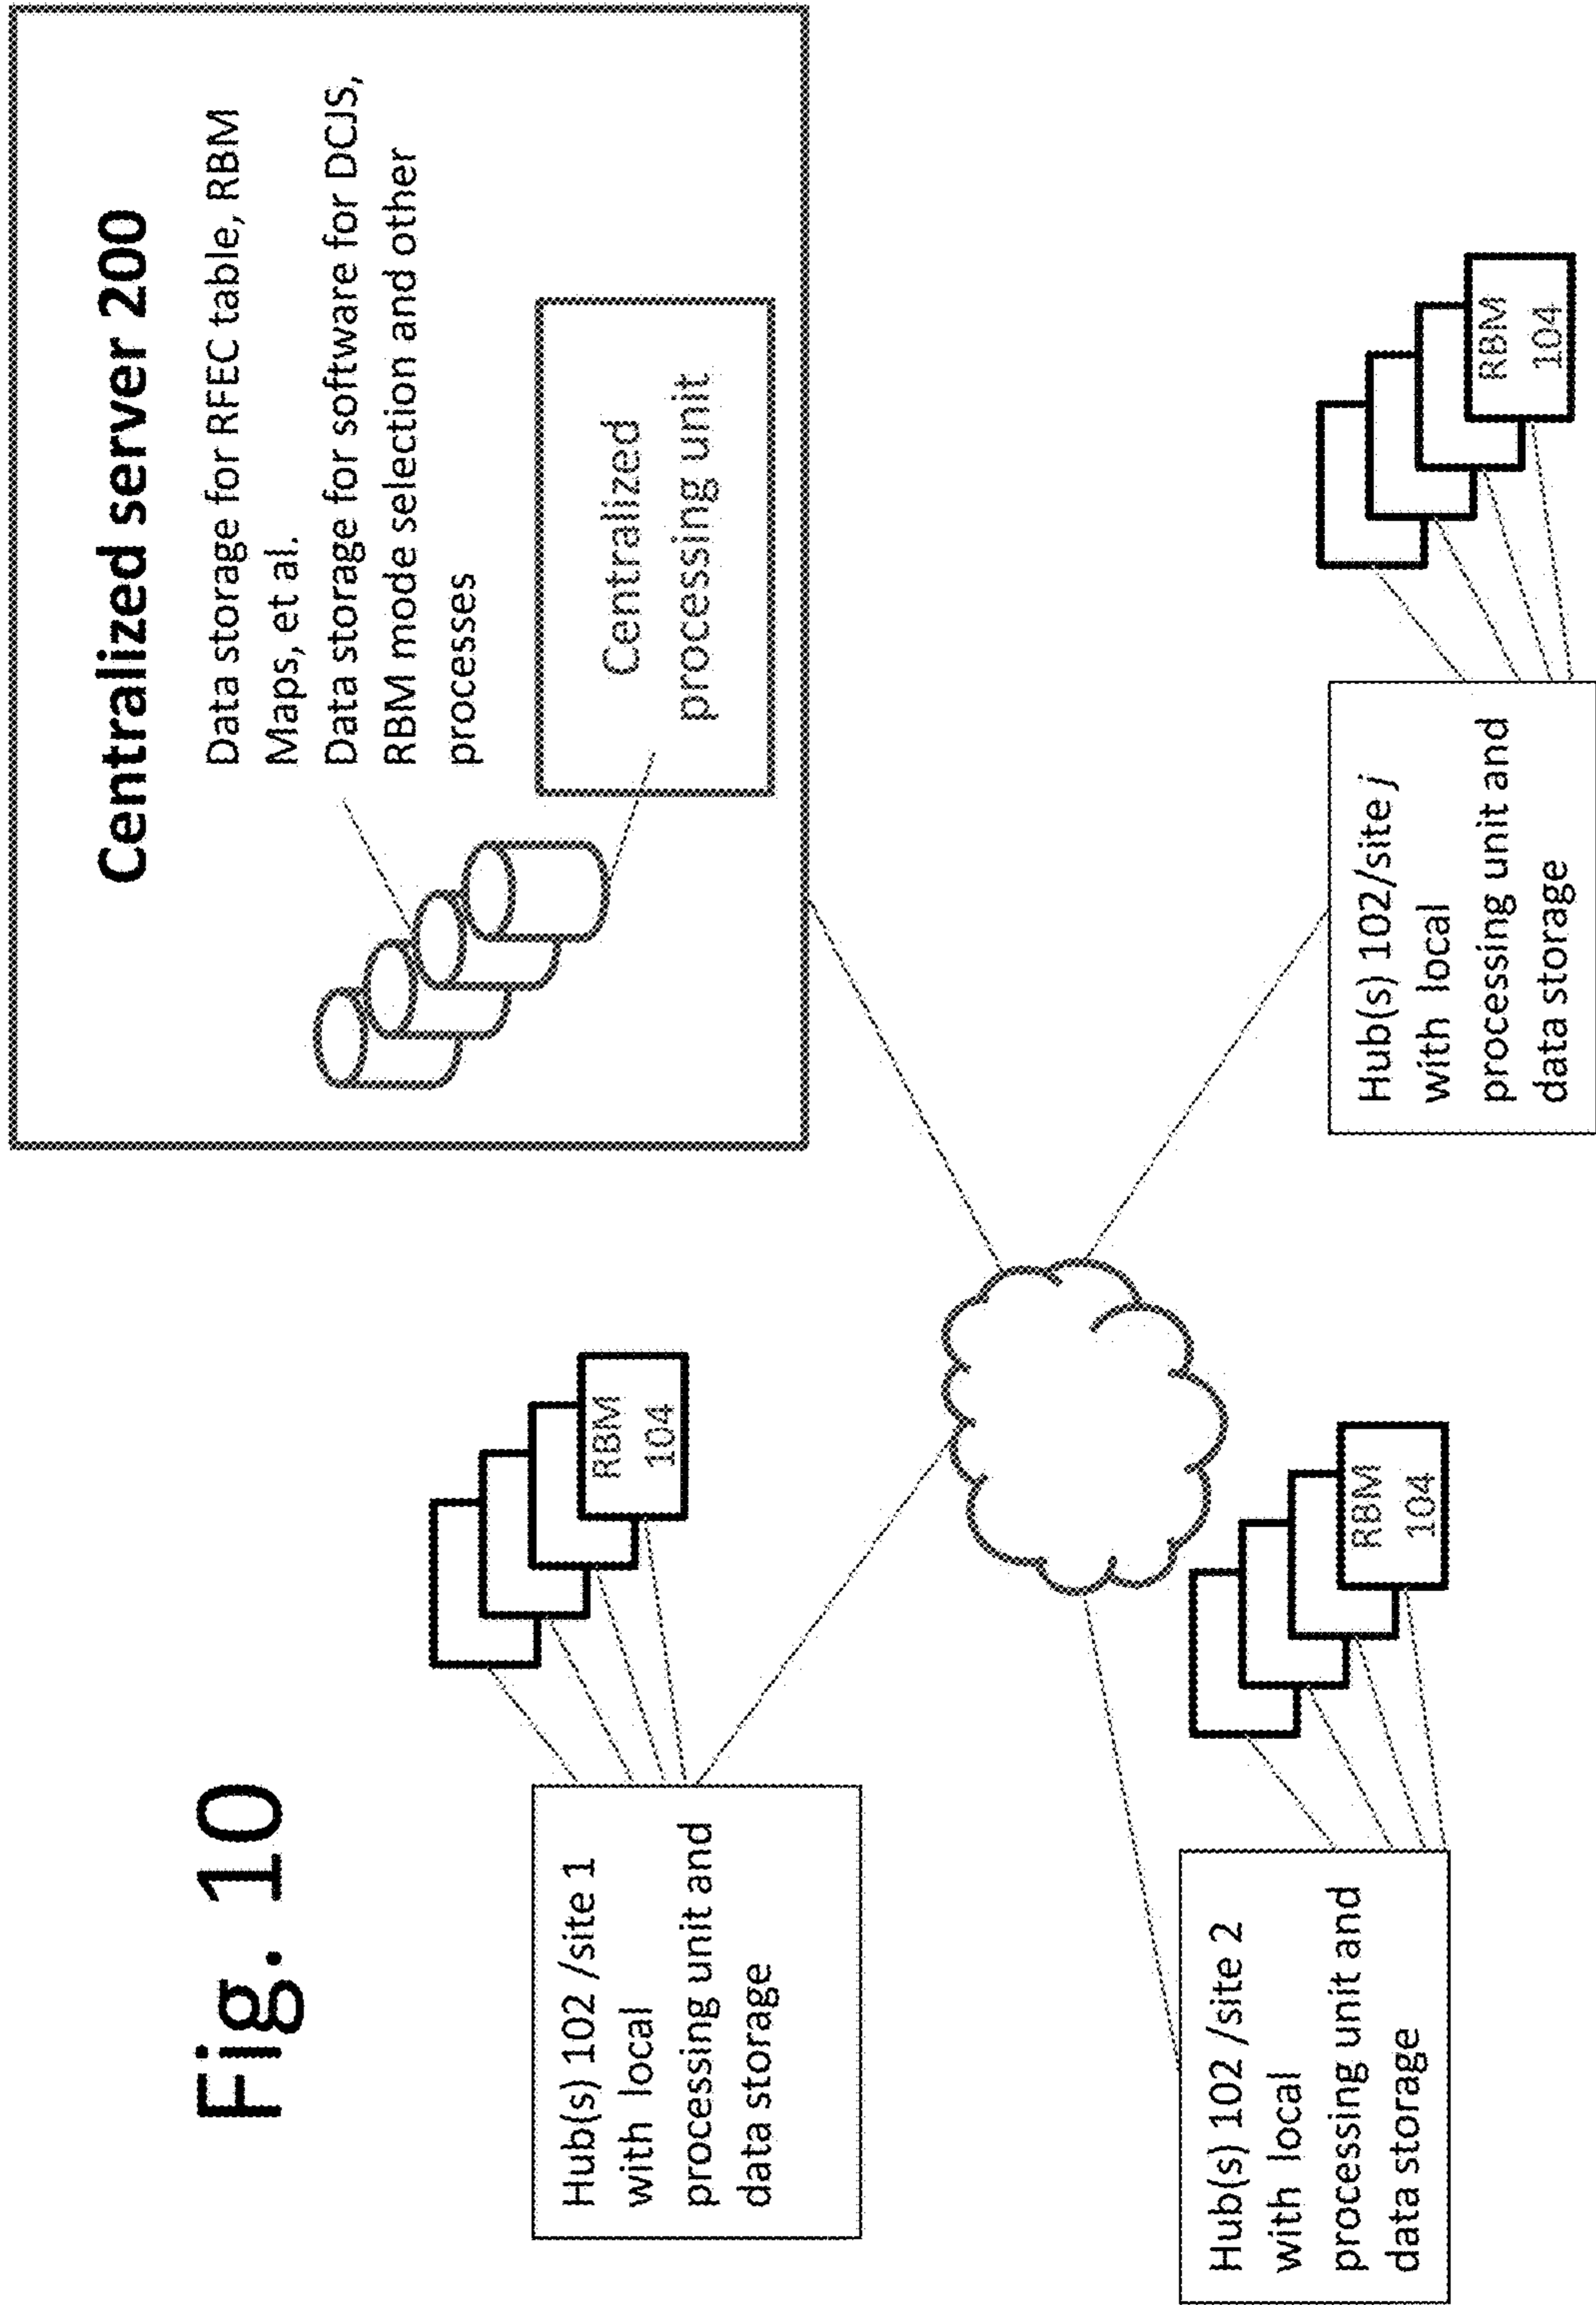 Fig. 10
Centralized server 200
Data storage for RFEC table, RBM
Maps, et al.
Data storage for software for DCJS,
RBM mode selection and other
processes
Centralized
processing unit
RBM
104
Hub(s) 102 /site 1
with local
processing unit and
data storage
RBM
104
Hub(s) 102 /site 2
with local
processing unit and
data storage
RBM
104
Hub(s) 102/site j
with local
processing unit and
data storage